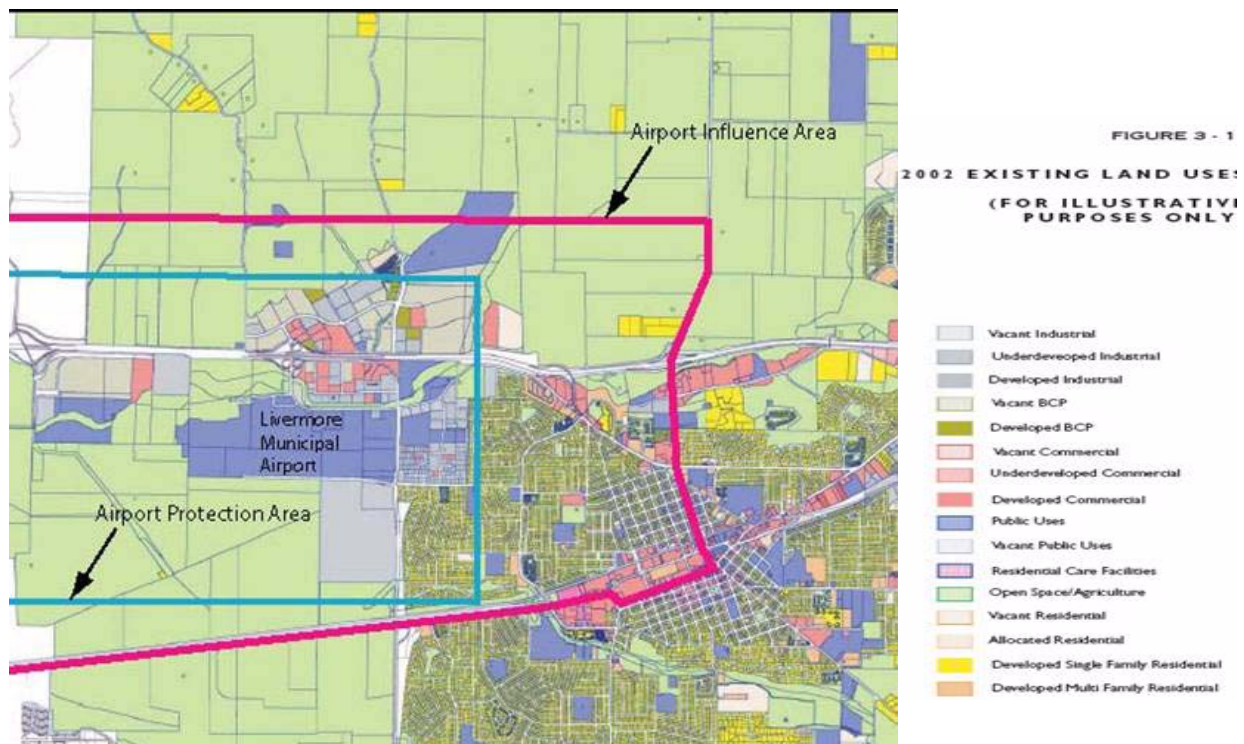 Airport Influence Area
Livermore
Municipal
Airport
Airport Protection Area
FIGURE 3 - 1
2002 EXISTING LAND USES
(FOR ILLUSTRATIVE
PURPOSES ONLY
Vacant Industrial
Underdeveoped Industrial
Developed Industrial
Vacant BCP
Developed BCP
Vacant Commercial
Underdeveloped Commercial
Developed Commercial
Public Uses
Vacant Public Uses
Residential Care Facilities
Open Space/Agriculture
Vacant Residential
Allocated Residential
Developed Single Family Residential
Developed Multi Family Residential